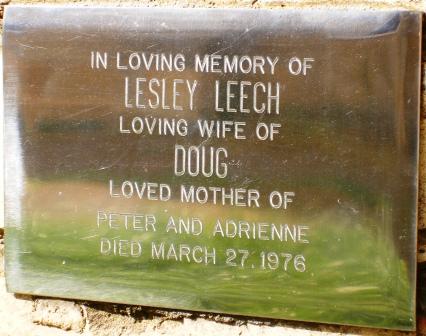 IN LOVING MEMORY OF
LESLEY LEECH
LOVING WIFE OF
DOUG
LOVED MOTHER OF
PETER AND ADRIENNE
DIED MARCH 27.1976